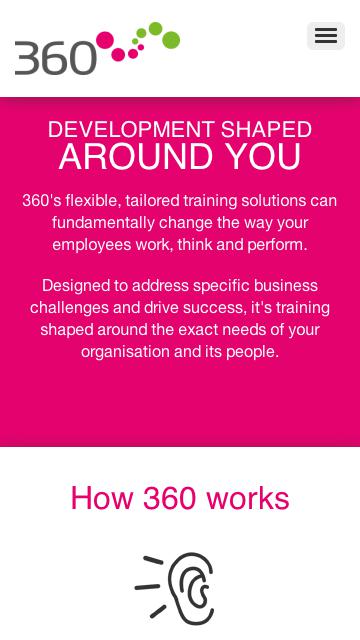 360
DEVELOPMENT SHAPED
AROUND YOU
360's flexible, tailored training solutions can
fundamentally change the way your
employees work, think and perform.
Designed to address specific business
challenges and drive success, it's training
shaped around the exact needs of your
organisation and its people.
How 360 works